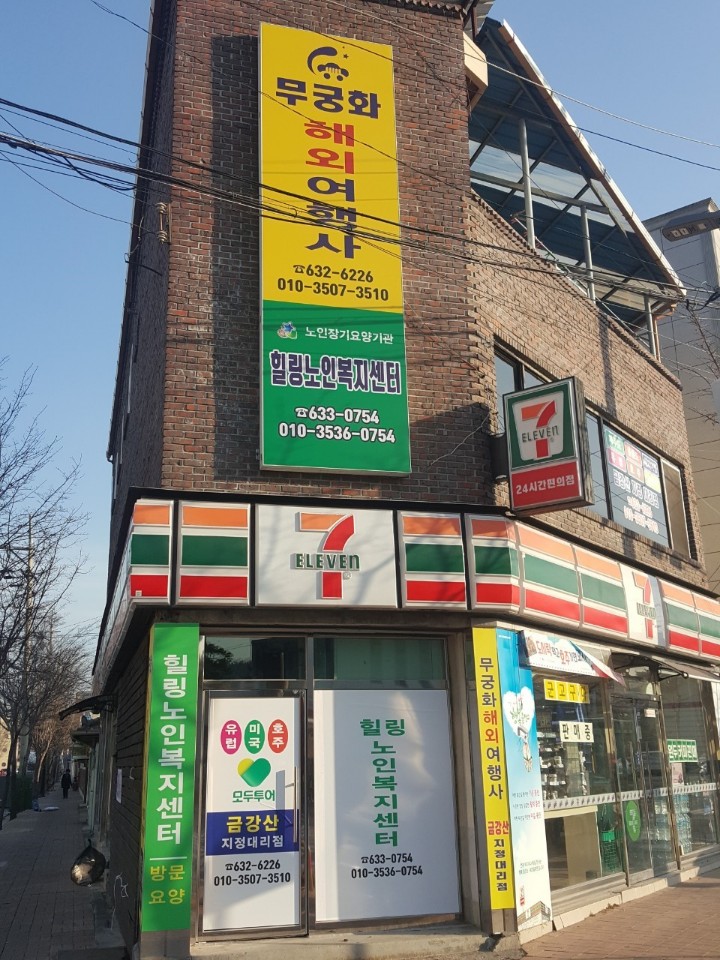 무궁화
해외여행사
☎632-6226
010-3507-3510
노인장기요양기관
힐링노인복지센터
☎633-0754
010-3536-0754
7
ELEVEn
24시간편의점
7
ELEVEn
힐링노인복지센터
방문
요양
유럽
미국
호주
모두투어
금강산
지정대리점
☎632-6226
010-3507-3510
힐링
노인복지센터
☎633-0754
010-3536-0754
무궁화해외여행사
금강산
지정대리점
군고구마
판매중